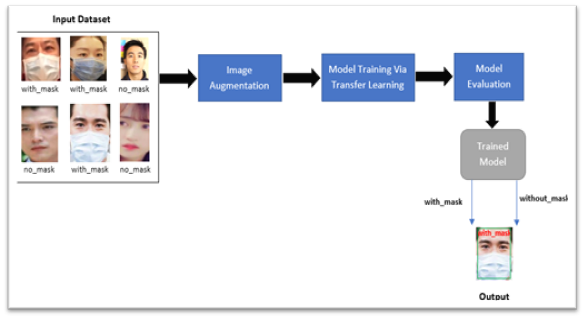 Input Dataset
with_mask
with_mask
no_mask
no_mask
with_mask
no_mask
Image
Augmentation
Model Training Via
Transfer Learning
Model
Evaluation
Trained
Model
with_mask
without_mask
with_mask
Output